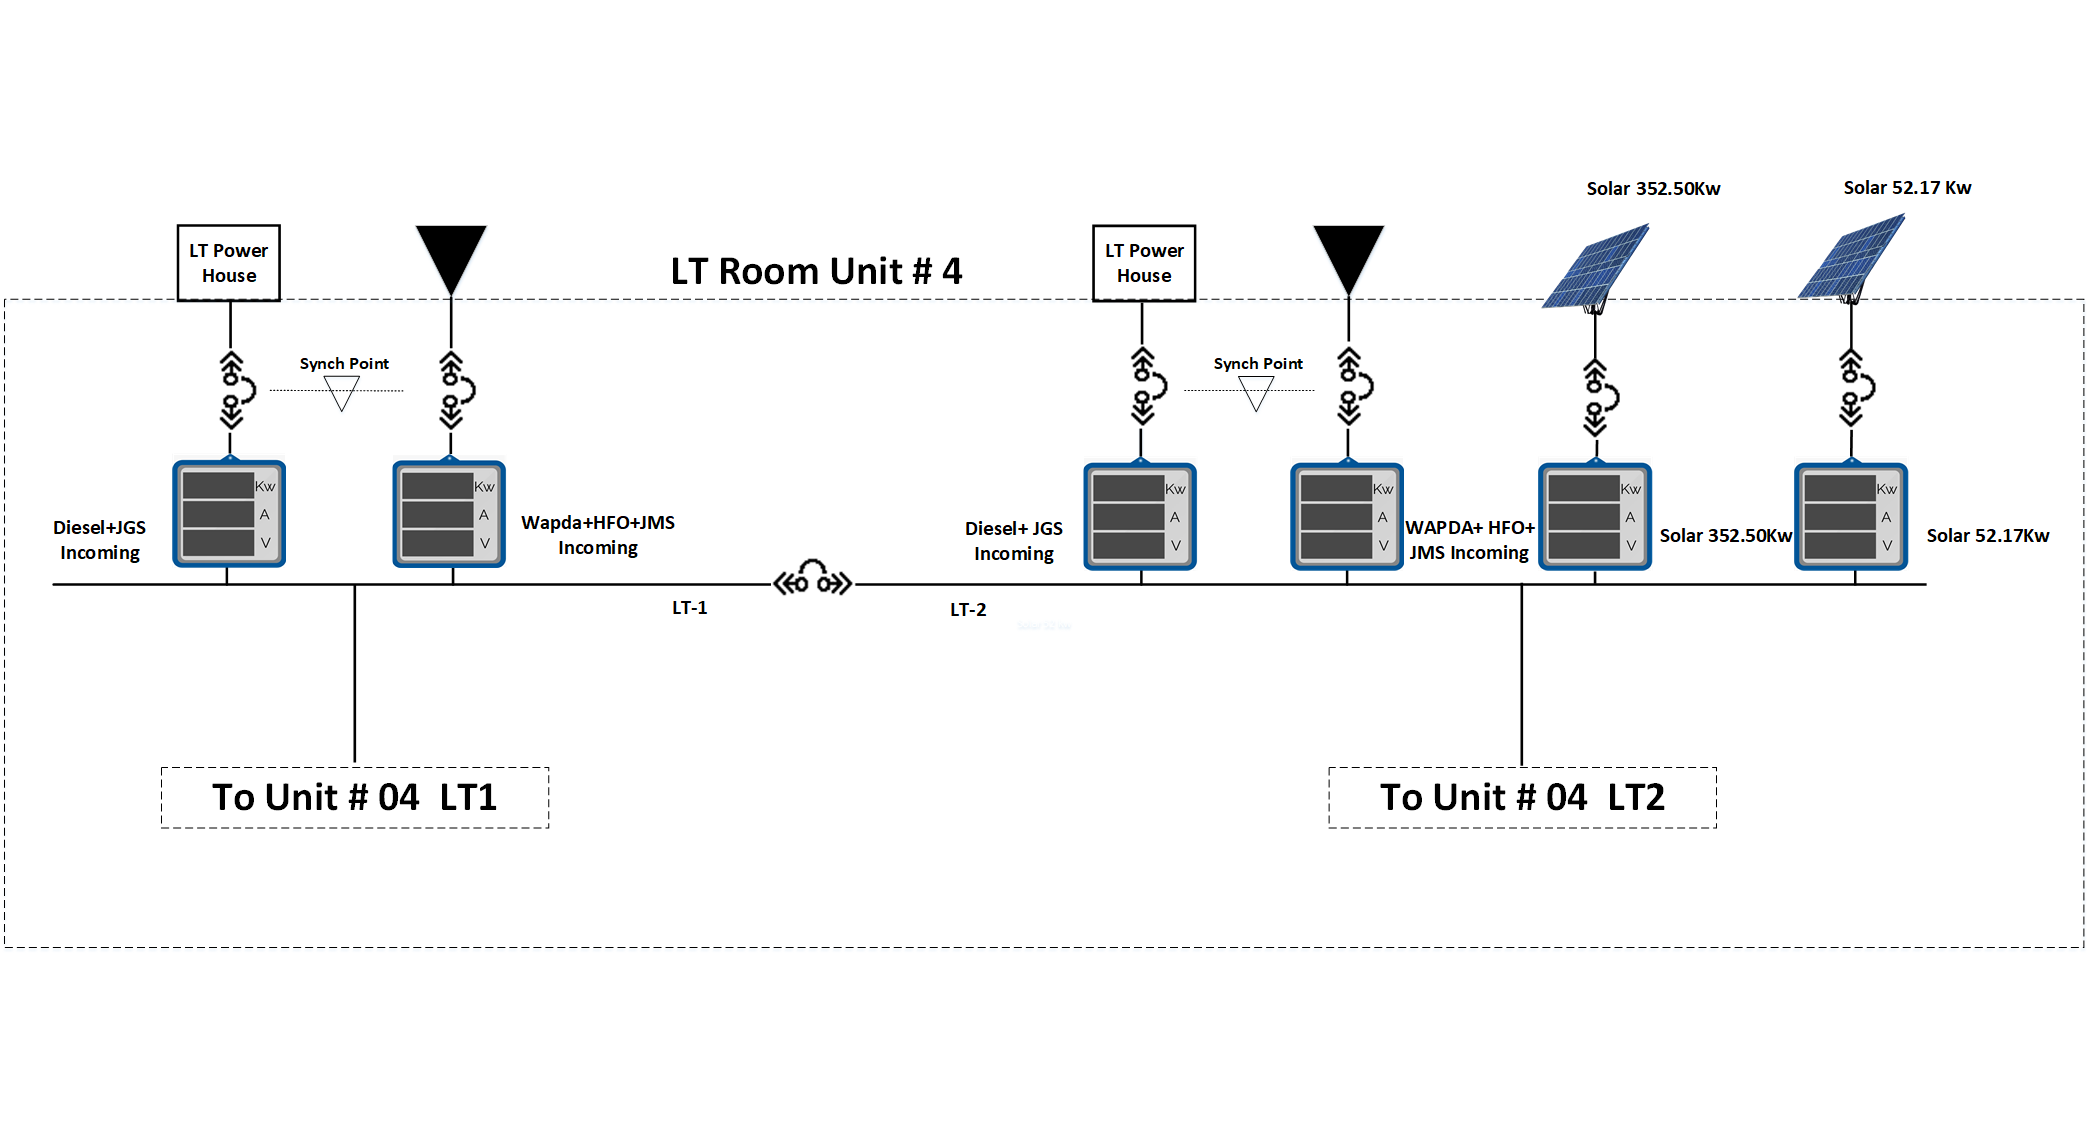 Solar 352.50Kw
Solar 52.17 Kw
LT Power
House
LT Room Unit # 4
LT Power
House
Synch Point
Synch Point
Kw
A
V
Kw
A
V
Kw
A
V
Kw
A
V
Kw
A
V
Kw
A
V
Diesel+JGS
Incoming
Wapda+HFO+JMS
Incoming
Diesel+ JGS
Incoming
WAPDA+ HFO+
JMS Incoming
Solar 352.50Kw
Solar 52.17Kw
LT-1
LT-2
To Unit # 04  LT1
To Unit # 04  LT2